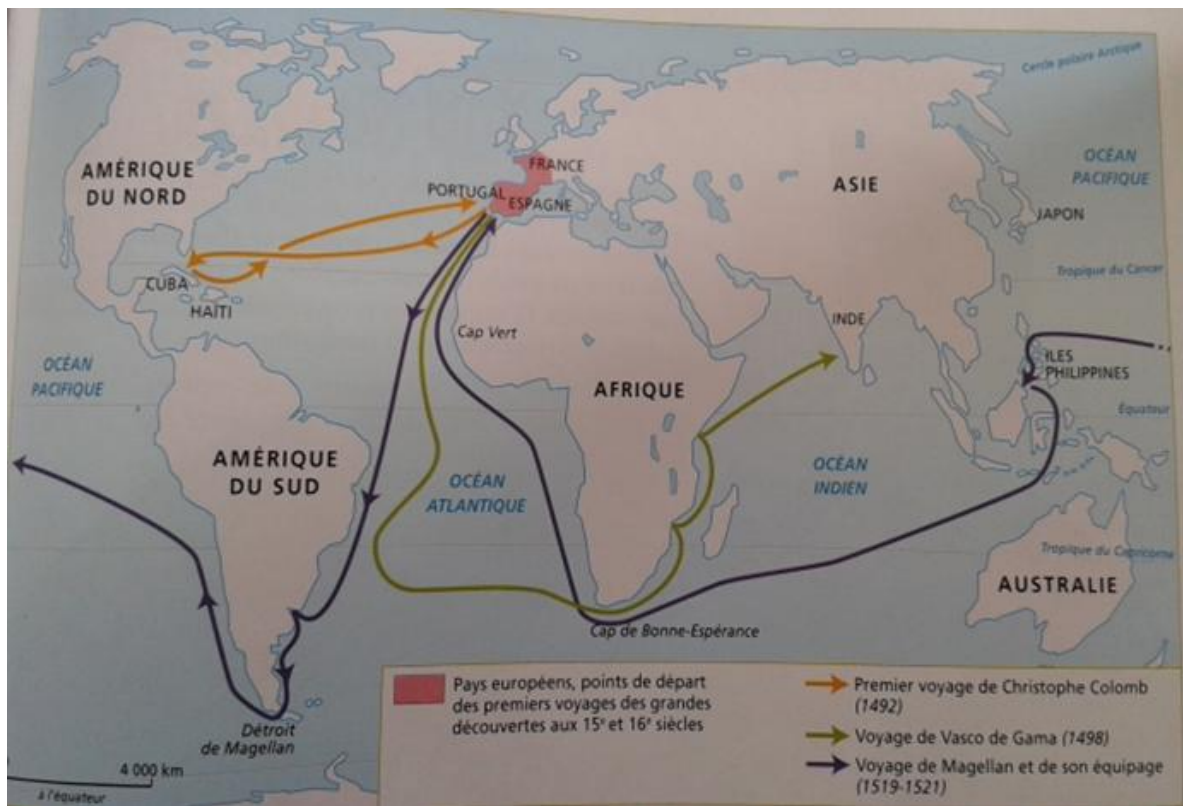 Cercle polaire Arctique
AMÉRIQUE
DU NORD
FRANCE
PORTUGAL
ESPAGNE
ASIE
OCÉAN
PACIFIQUE
JAPON
CUBA
HAÏTI
Tropique du Cancer
Cap Vert
INDE
OCÉAN
PACIFIQUE
AFRIQUE
ILES
PHILIPPINES
Équateur
AMÉRIQUE
DU SUD
OCÉAN
ATLANTIQUE
OCÉAN
INDIEN
Tropique du Capricorne
AUSTRALIE
Cap de Bonne-Espérance
Détroit
de Magellan
4 000 km
à l'équateur
Pays européens, points de départ
des premiers voyages des grandes
découvertes aux 15e et 16e siècles
Premier voyage de Christophe Colomb
(1492)
Voyage de Vasco de Gama (1498)
Voyage de Magellan et de son équipage
(1519-1521)